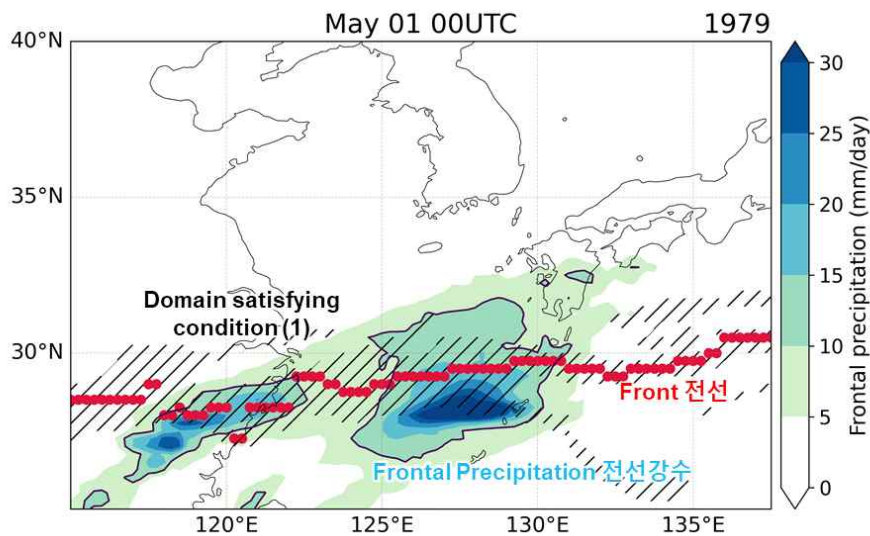 May 01 00UTC
1979
40°N
35°N
30°N
120°E
125°E
130°E
135°E
Domain satisfying
condition (1)
Front 전선
Frontal Precipitation 전선강수
30
25
20
15
10
5
0
Frontal precipitation (mm/day)